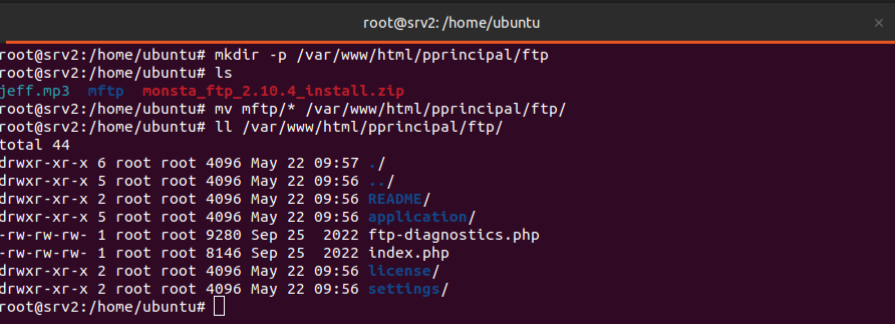 root@srv2: /home/ubuntu
root@srv2:/home/ubuntu# mkdir -p /var/www/html/pprincipal/ftp
root@srv2:/home/ubuntu# ls
jeff.mp3  mftp  monsta_ftp_2.10.4_install.zip
root@srv2:/home/ubuntu# mv mftp/* /var/www/html/pprincipal/ftp/
root@srv2:/home/ubuntu# ll /var/www/html/pprincipal/ftp/
total 44
drwxr-xr-x 6 root root 4096 May 22 09:57 ./
drwxr-xr-x 5 root root 4096 May 22 09:56 ../
drwxr-xr-x 2 root root 4096 May 22 09:56 README/
drwxr-xr-x 5 root root 4096 May 22 09:56 application/
-rw-rw-rw- 1 root root 9280 Sep 25  2022 ftp-diagnostics.php
-rw-rw-rw- 1 root root 8146 Sep 25  2022 index.php
drwxr-xr-x 2 root root 4096 May 22 09:56 license/
drwxr-xr-x 2 root root 4096 May 22 09:56 settings/
root@srv2:/home/ubuntu#